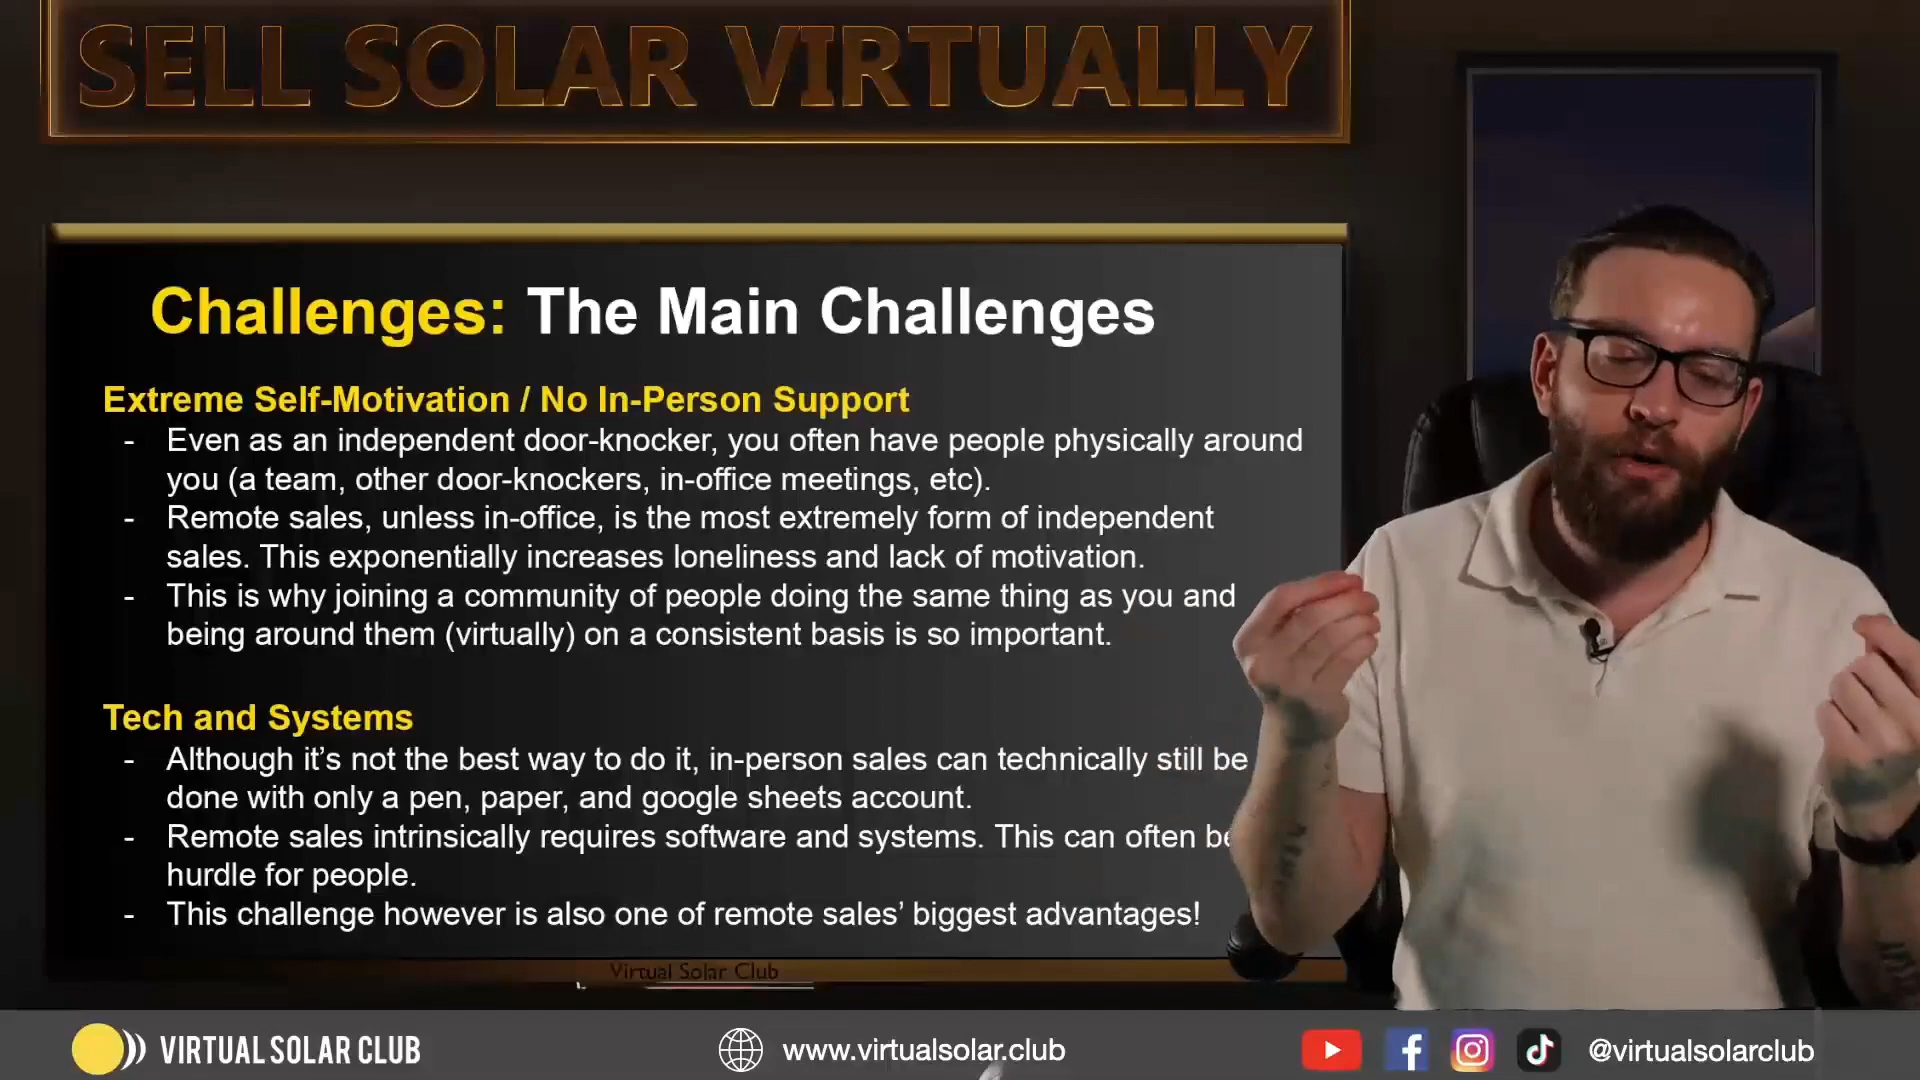 SELL SOLAR VIRTUALLY
Challenges: The Main Challenges
Extreme Self-Motivation / No In-Person Support
- Even as an independent door-knocker, you often have people physically around
you (a team, other door-knockers, in-office meetings, etc).
- Remote sales, unless in-office, is the most extremely form of independent
sales. This exponentially increases loneliness and lack of motivation.
- This is why joining a community of people doing the same thing as you and
being around them (virtually) on a consistent basis is so important.
Tech and Systems
- Although it’s not the best way to do it, in-person sales can technically still be
done with only a pen, paper, and google sheets account.
- Remote sales intrinsically requires software and systems. This can often be
hurdle for people.
- This challenge however is also one of remote sales’ biggest advantages!
Virtual Solar Club
VIRTUAL SOLAR CLUB
www.virtualsolar.club
@virtualsolarclub